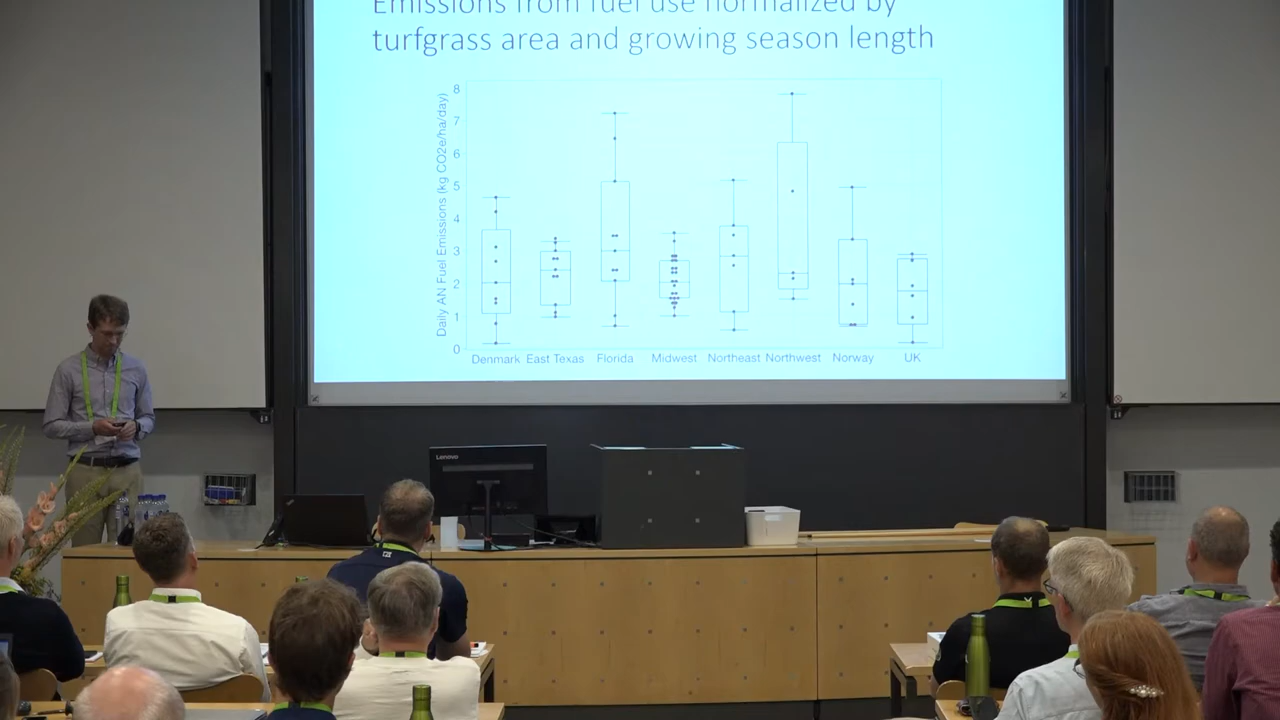 Emissions from fuel use normalized by
turfgrass area and growing season length
Daily AN Fuel Emissions (kg CO2e/ha/day)
8
7
6
5
4
3
2
1
0
Denmark East Texas Florida Midwest Northeast Northwest Norway UK
Lenovo